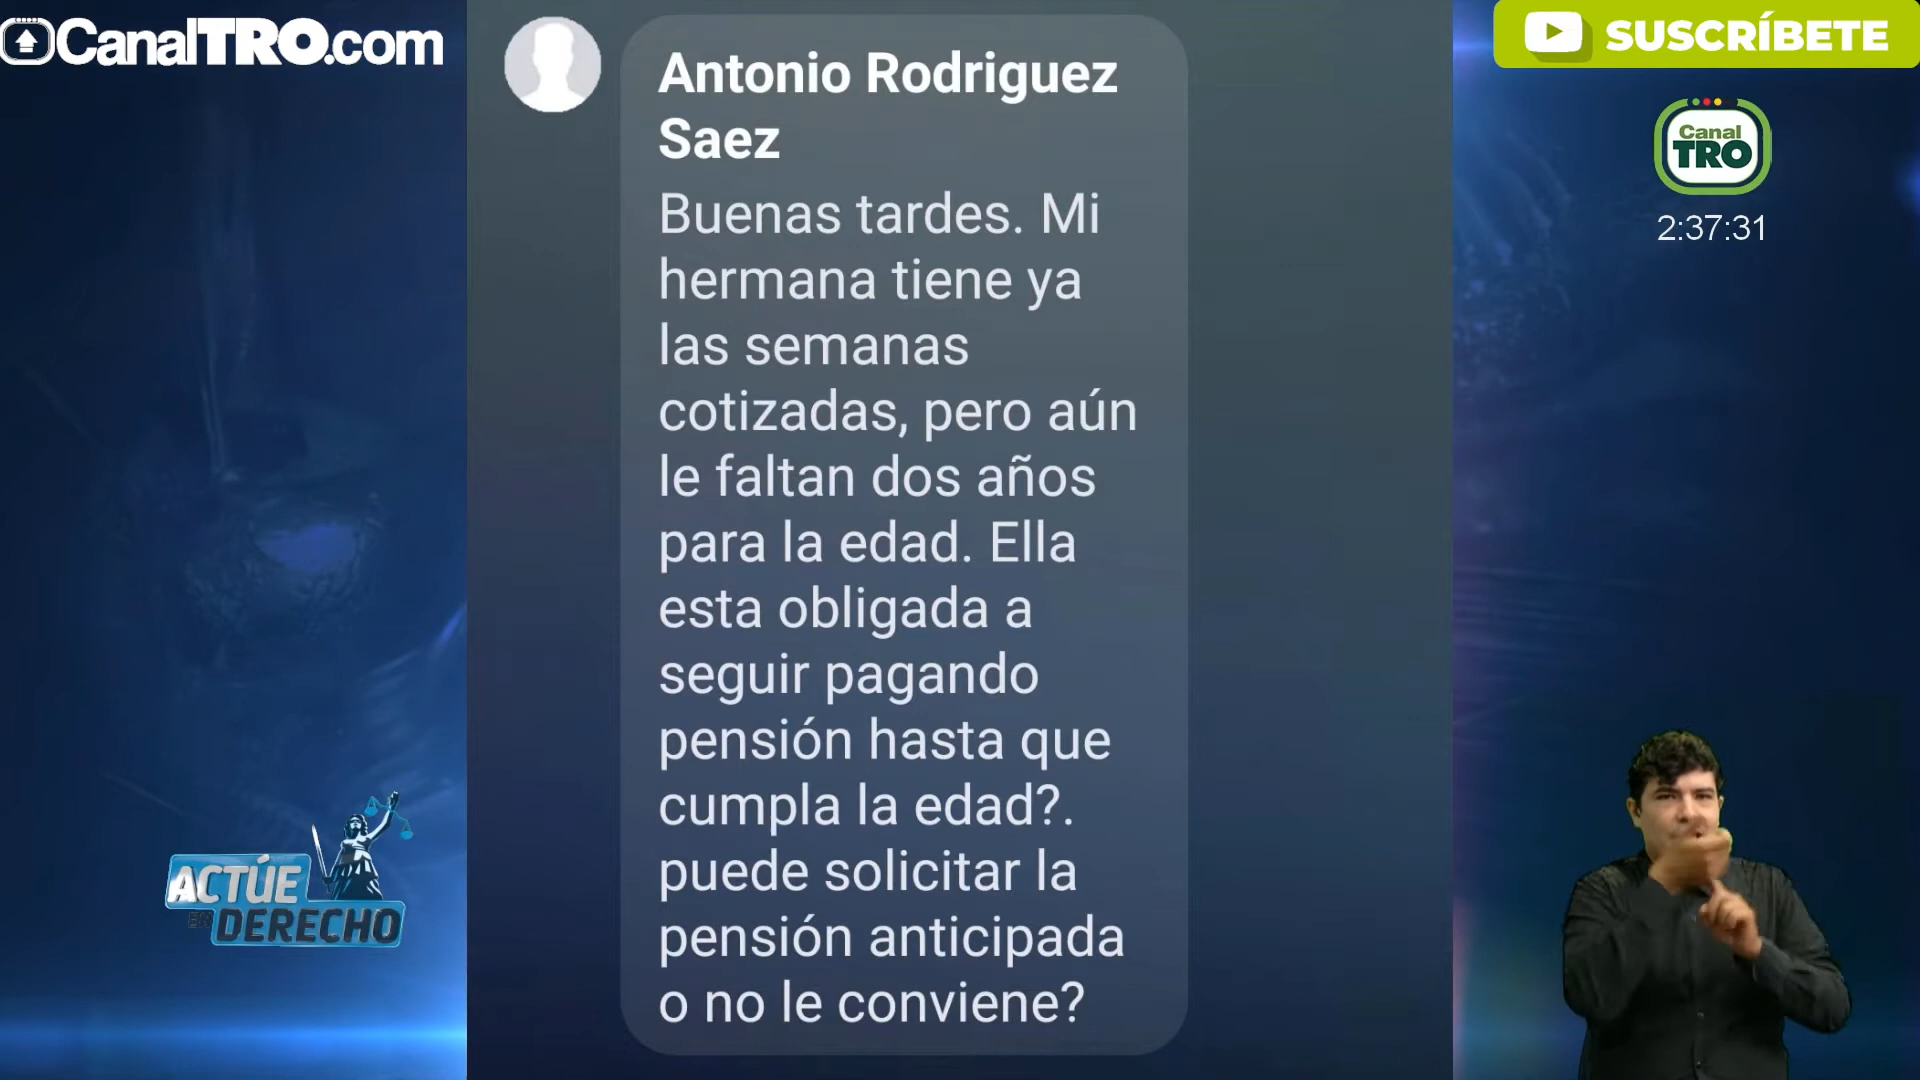 CanalTRO.com
SUSCRÍBETE
Canal
TRO
2:37:31
Antonio Rodriguez
Saez
Buenas tardes. Mi
hermana tiene ya
las semanas
cotizadas, pero aún
le faltan dos años
para la edad. Ella
esta obligada a
seguir pagando
pensión hasta que
cumpla la edad?.
puede solicitar la
pensión anticipada
o no le conviene?
ACTÚE
EN DERECHO